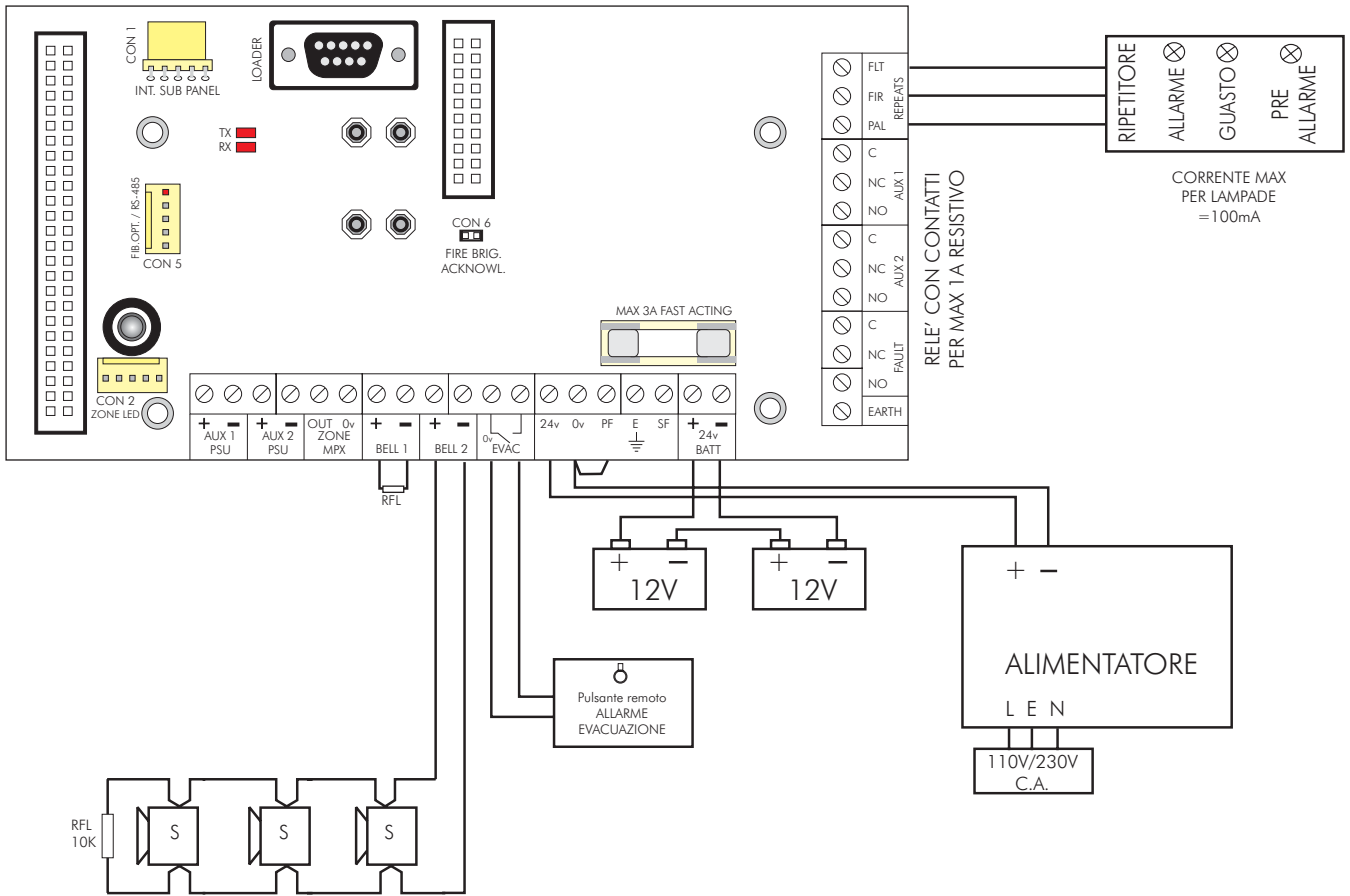 CON 1
INT. SUB PANEL
LOADER
TX
RX
FIB.OPT. / RS-485
CON 5
CON 6
FIRE BRIG.
ACKNOWL.
CON 2
ZONE LED
MAX 3A FAST ACTING
FLT
FIR
PAL
REPEATS
C
NC
NO
AUX 1
C
NC
NO
AUX 2
C
NC
NO
FAULT
EARTH
RELE' CON CONTATTI
PER MAX 1A RESISTIVO
RIPETITORE
ALLARME
GUASTO
PRE
ALLARME
CORRENTE MAX
PER LAMPADE
=100mA
+ −
AUX 1
PSU
+ −
AUX 2
PSU
OUT 0v
ZONE
MPX
+ −
BELL 1
+ −
BELL 2
0v
EVAC
24v 0v PF E SF
+ −
24v
BATT
RFL
+ −
12V
+ −
12V
+ −
ALIMENTATORE
L E N
110V/230V
C.A.
Pulsante remoto
ALLARME
EVACUAZIONE
RFL
10K
S
S
S